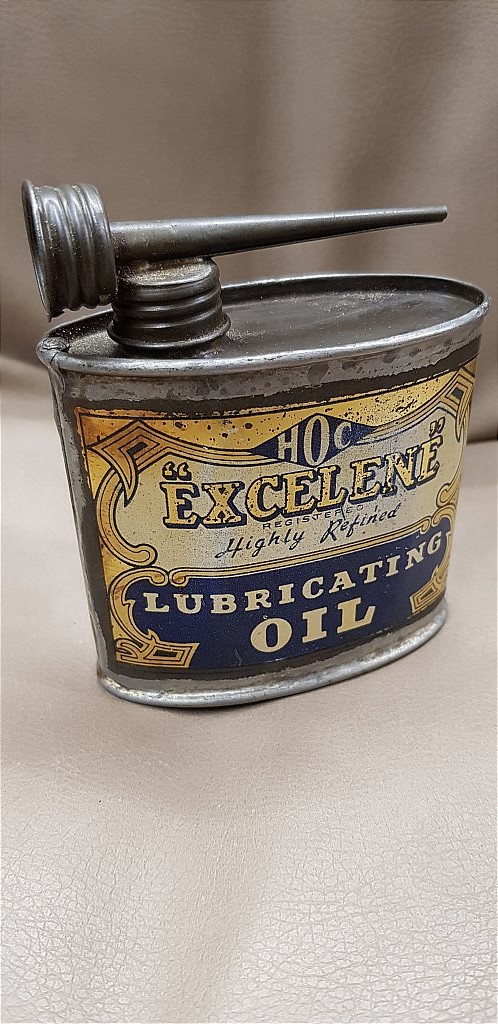 HOC
"EXCELENE"
REGISTERED
Highly Refined
LUBRICATING
OIL